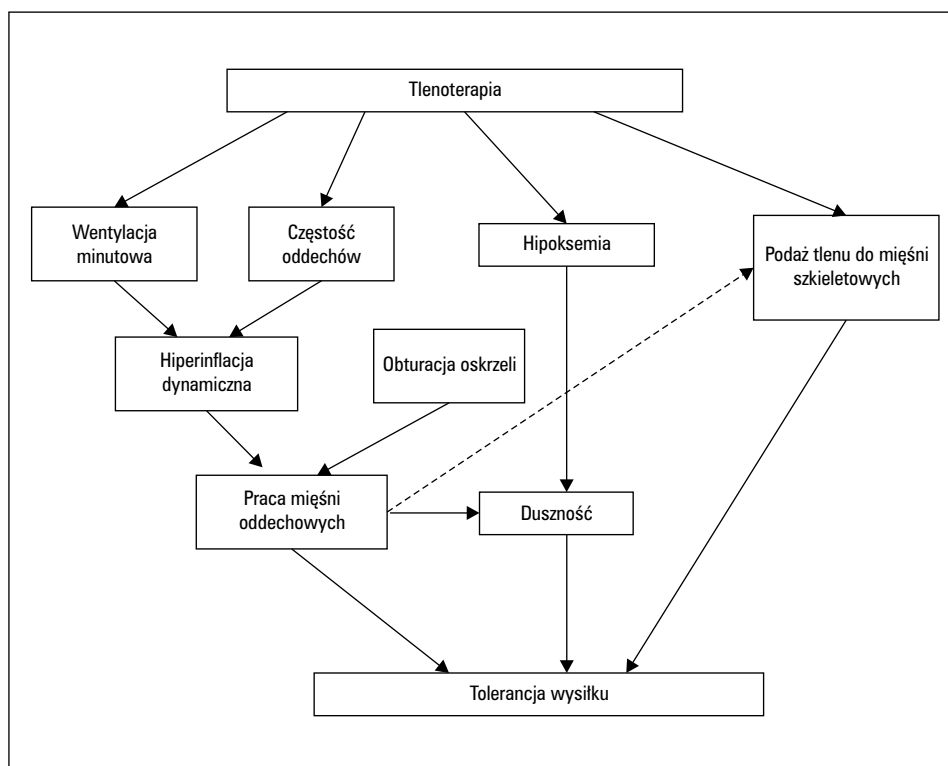 Tlenoterapia
Wentylacja
minutowa
Częstość
oddechów
Hipoksemia
Podaż tlenu do mięśni
szkieletowych
Hiperinflacja
dynamiczna
Obturacja oskrzeli
Praca mięśni
oddechowych
Duszność
Tolerancja wysiłku